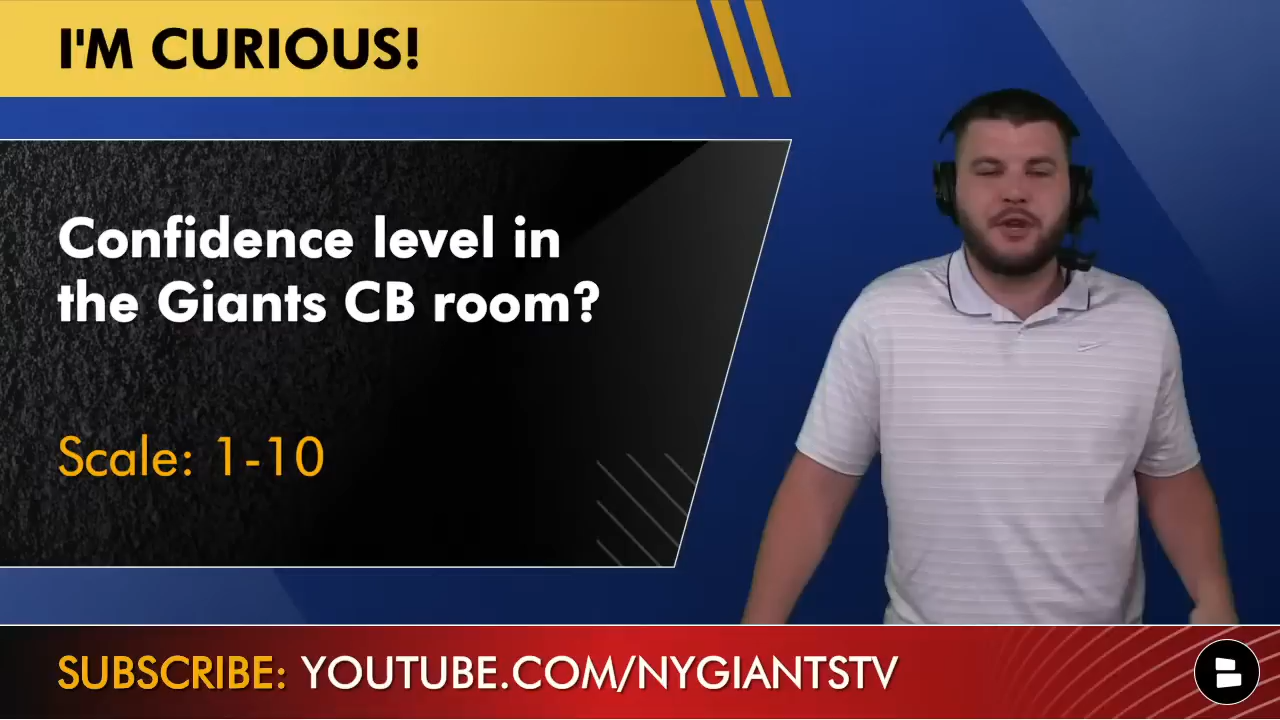 I'M CURIOUS!
Confidence level in
the Giants CB room?
Scale: 1-10
SUBSCRIBE: YOUTUBE.COM/NYGIANTSTV